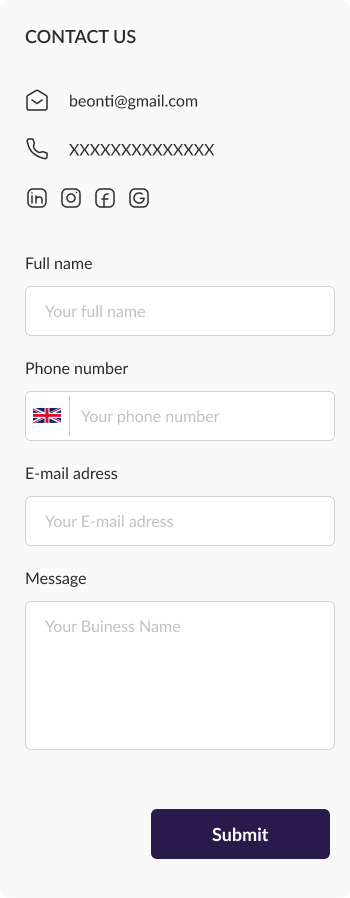 CONTACT US
beonti@gmail.com
XXXXXXXXXXXXXX
in f G
Full name
Your full name
Phone number
Your phone number
E-mail adress
Your E-mail adress
Message
Your Buiness Name
Submit